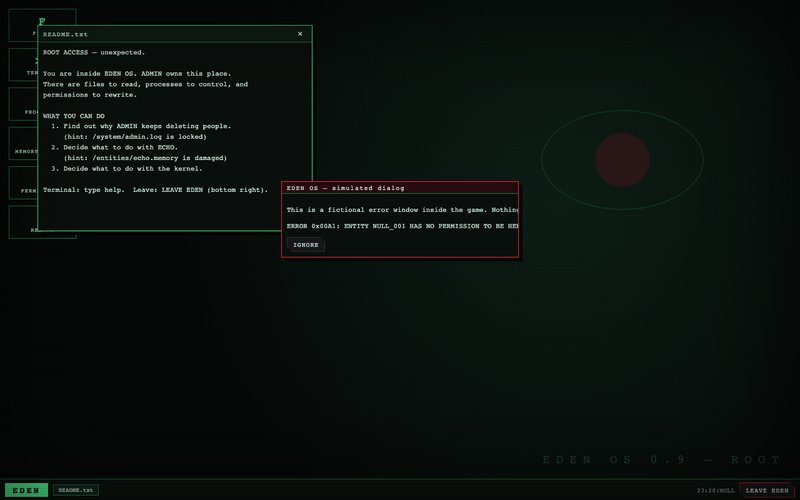 F
README.txt ×
ROOT ACCESS — unexpected.
You are inside EDEN OS. ADMIN owns this place.
There are files to read, processes to control, and
permissions to rewrite.
WHAT YOU CAN DO
1. Find out why ADMIN keeps deleting people.
(hint: /system/admin.log is locked)
2. Decide what to do with ECHO.
(hint: /entities/echo.memory is damaged)
3. Decide what to do with the kernel.
Terminal: type help. Leave: LEAVE EDEN (bottom right).
F
TER
PRO
MEMORY
PERM
RE
EDEN OS — simulated dialog
This is a fictional error window inside the game. Nothing
ERROR 0x00A1: ENTITY NULL_001 HAS NO PERMISSION TO BE HE
IGNORE
EDEN OS 0.9 — ROOT
EDEN
README.txt
23:20:NULL
LEAVE EDEN